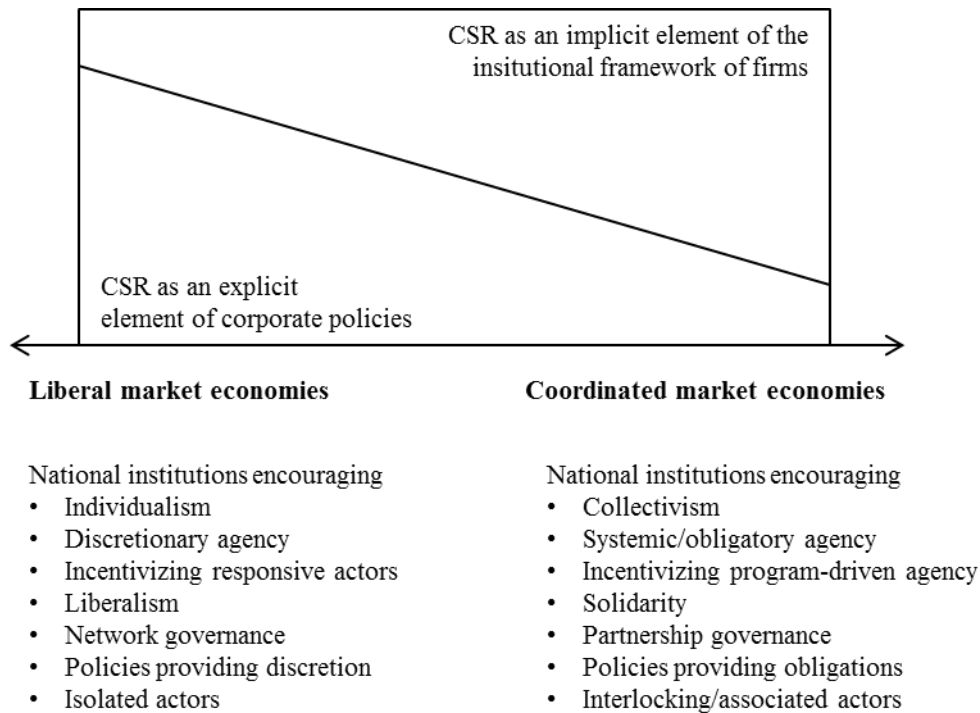 CSR as an implicit element of the
insitutional framework of firms
CSR as an explicit
element of corporate policies
Liberal market economies
National institutions encouraging
• Individualism
• Discretionary agency
• Incentivizing responsive actors
• Liberalism
• Network governance
• Policies providing discretion
• Isolated actors
Coordinated market economies
National institutions encouraging
• Collectivism
• Systemic/obligatory agency
• Incentivizing program-driven agency
• Solidarity
• Partnership governance
• Policies providing obligations
• Interlocking/associated actors